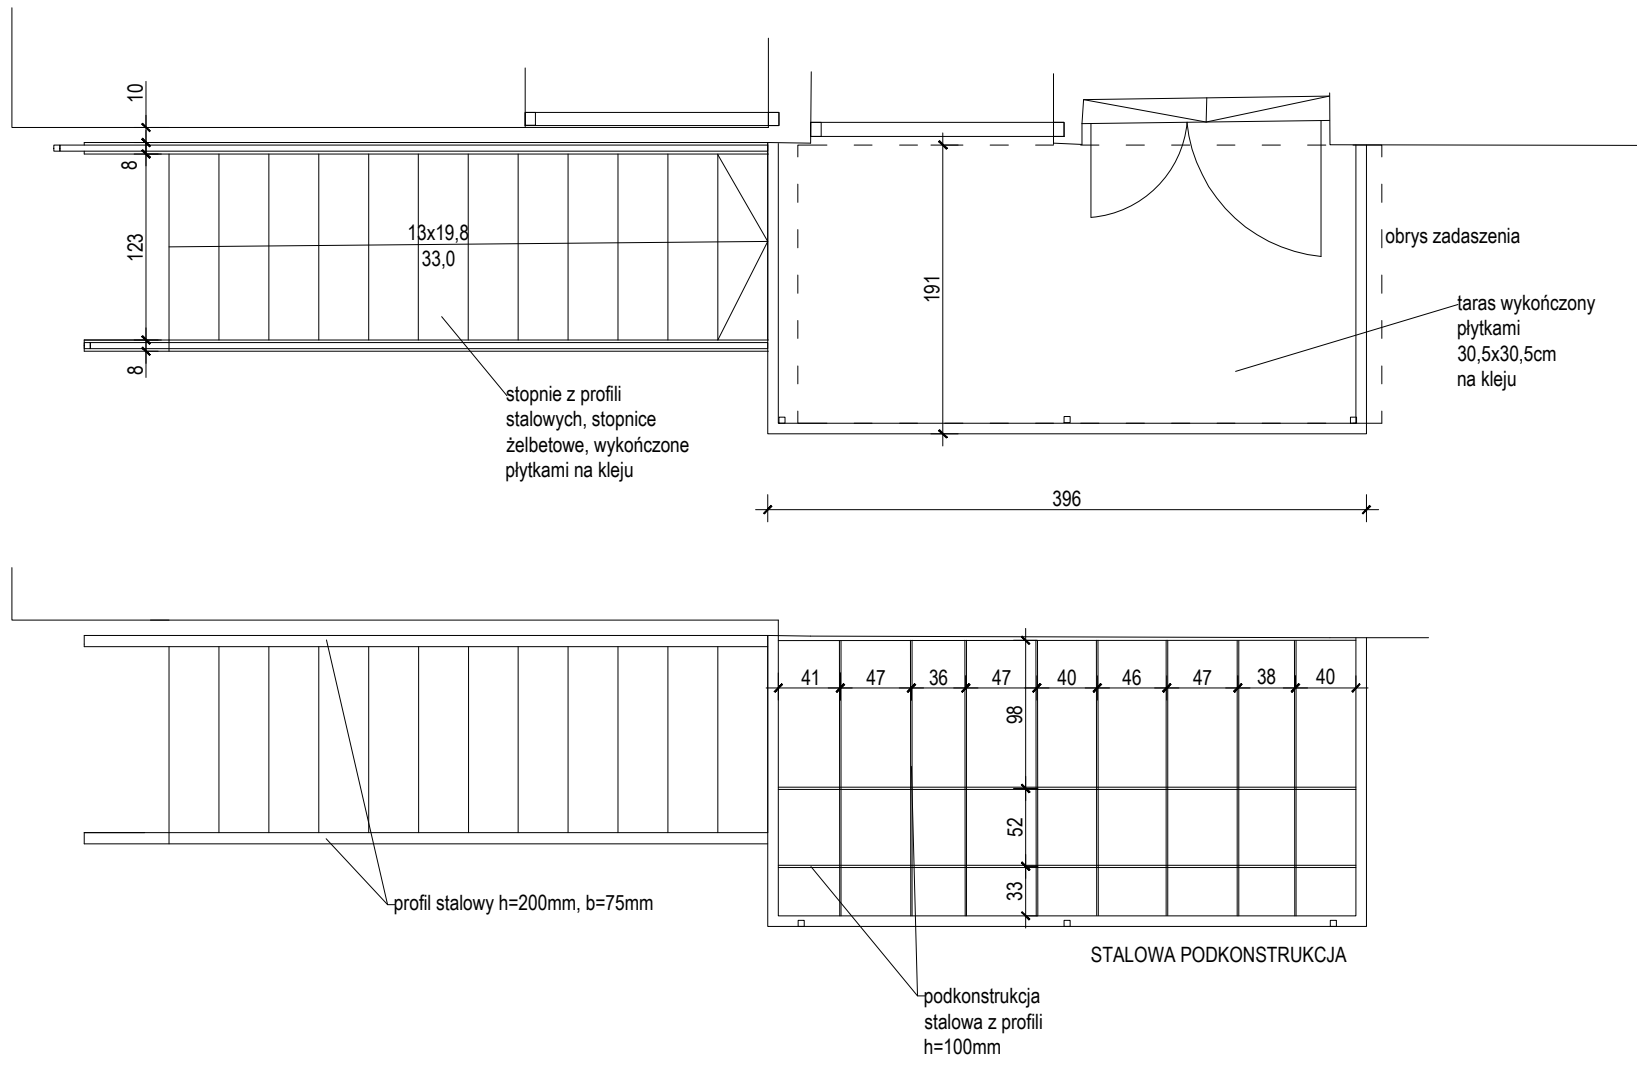 10
8
123
8
13x19,8
33,0
191
obrys zadaszenia
taras wykończony
płytkami
30,5x30,5cm
na kleju
stopnie z profili
stalowych, stopnice
żelbetowe, wykończone
płytkami na kleju
396
41 47 36 47 40 46 47 38 40
98
52
33
profil stalowy h=200mm, b=75mm
STALOWA PODKONSTRUKCJA
podkonstrukcja
stalowa z profili
h=100mm